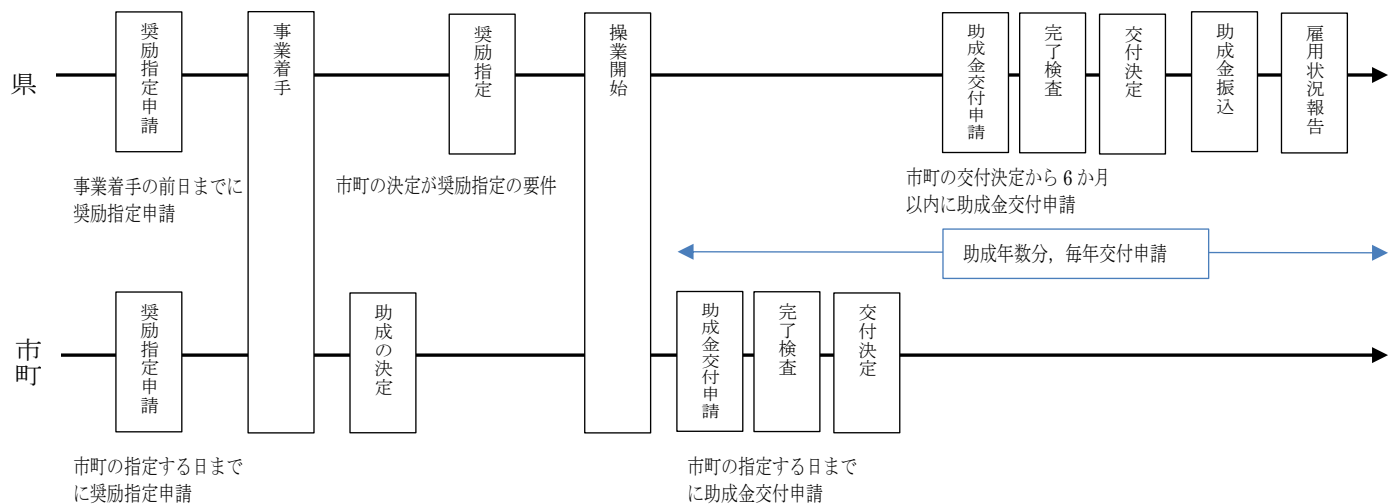 県
奨励指定申請
事業着手
奨励指定
操業開始
助成金交付申請
完了検査
交付決定
助成金振込
雇用状況報告
事業着手の前日までに
奨励指定申請
市町の決定が奨励指定の要件
市町の交付決定から 6 か月
以内に助成金交付申請
助成年数分，毎年交付申請
市町
奨励指定申請
助成の決定
助成金交付申請
完了検査
交付決定
市町の指定する日まで
に奨励指定申請
市町の指定する日まで
に助成金交付申請